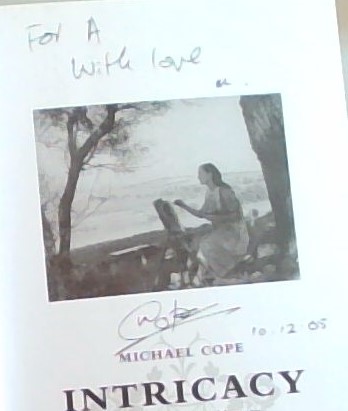 For A
With love
M.
10.12.05
MICHAEL COPE
INTRICACY